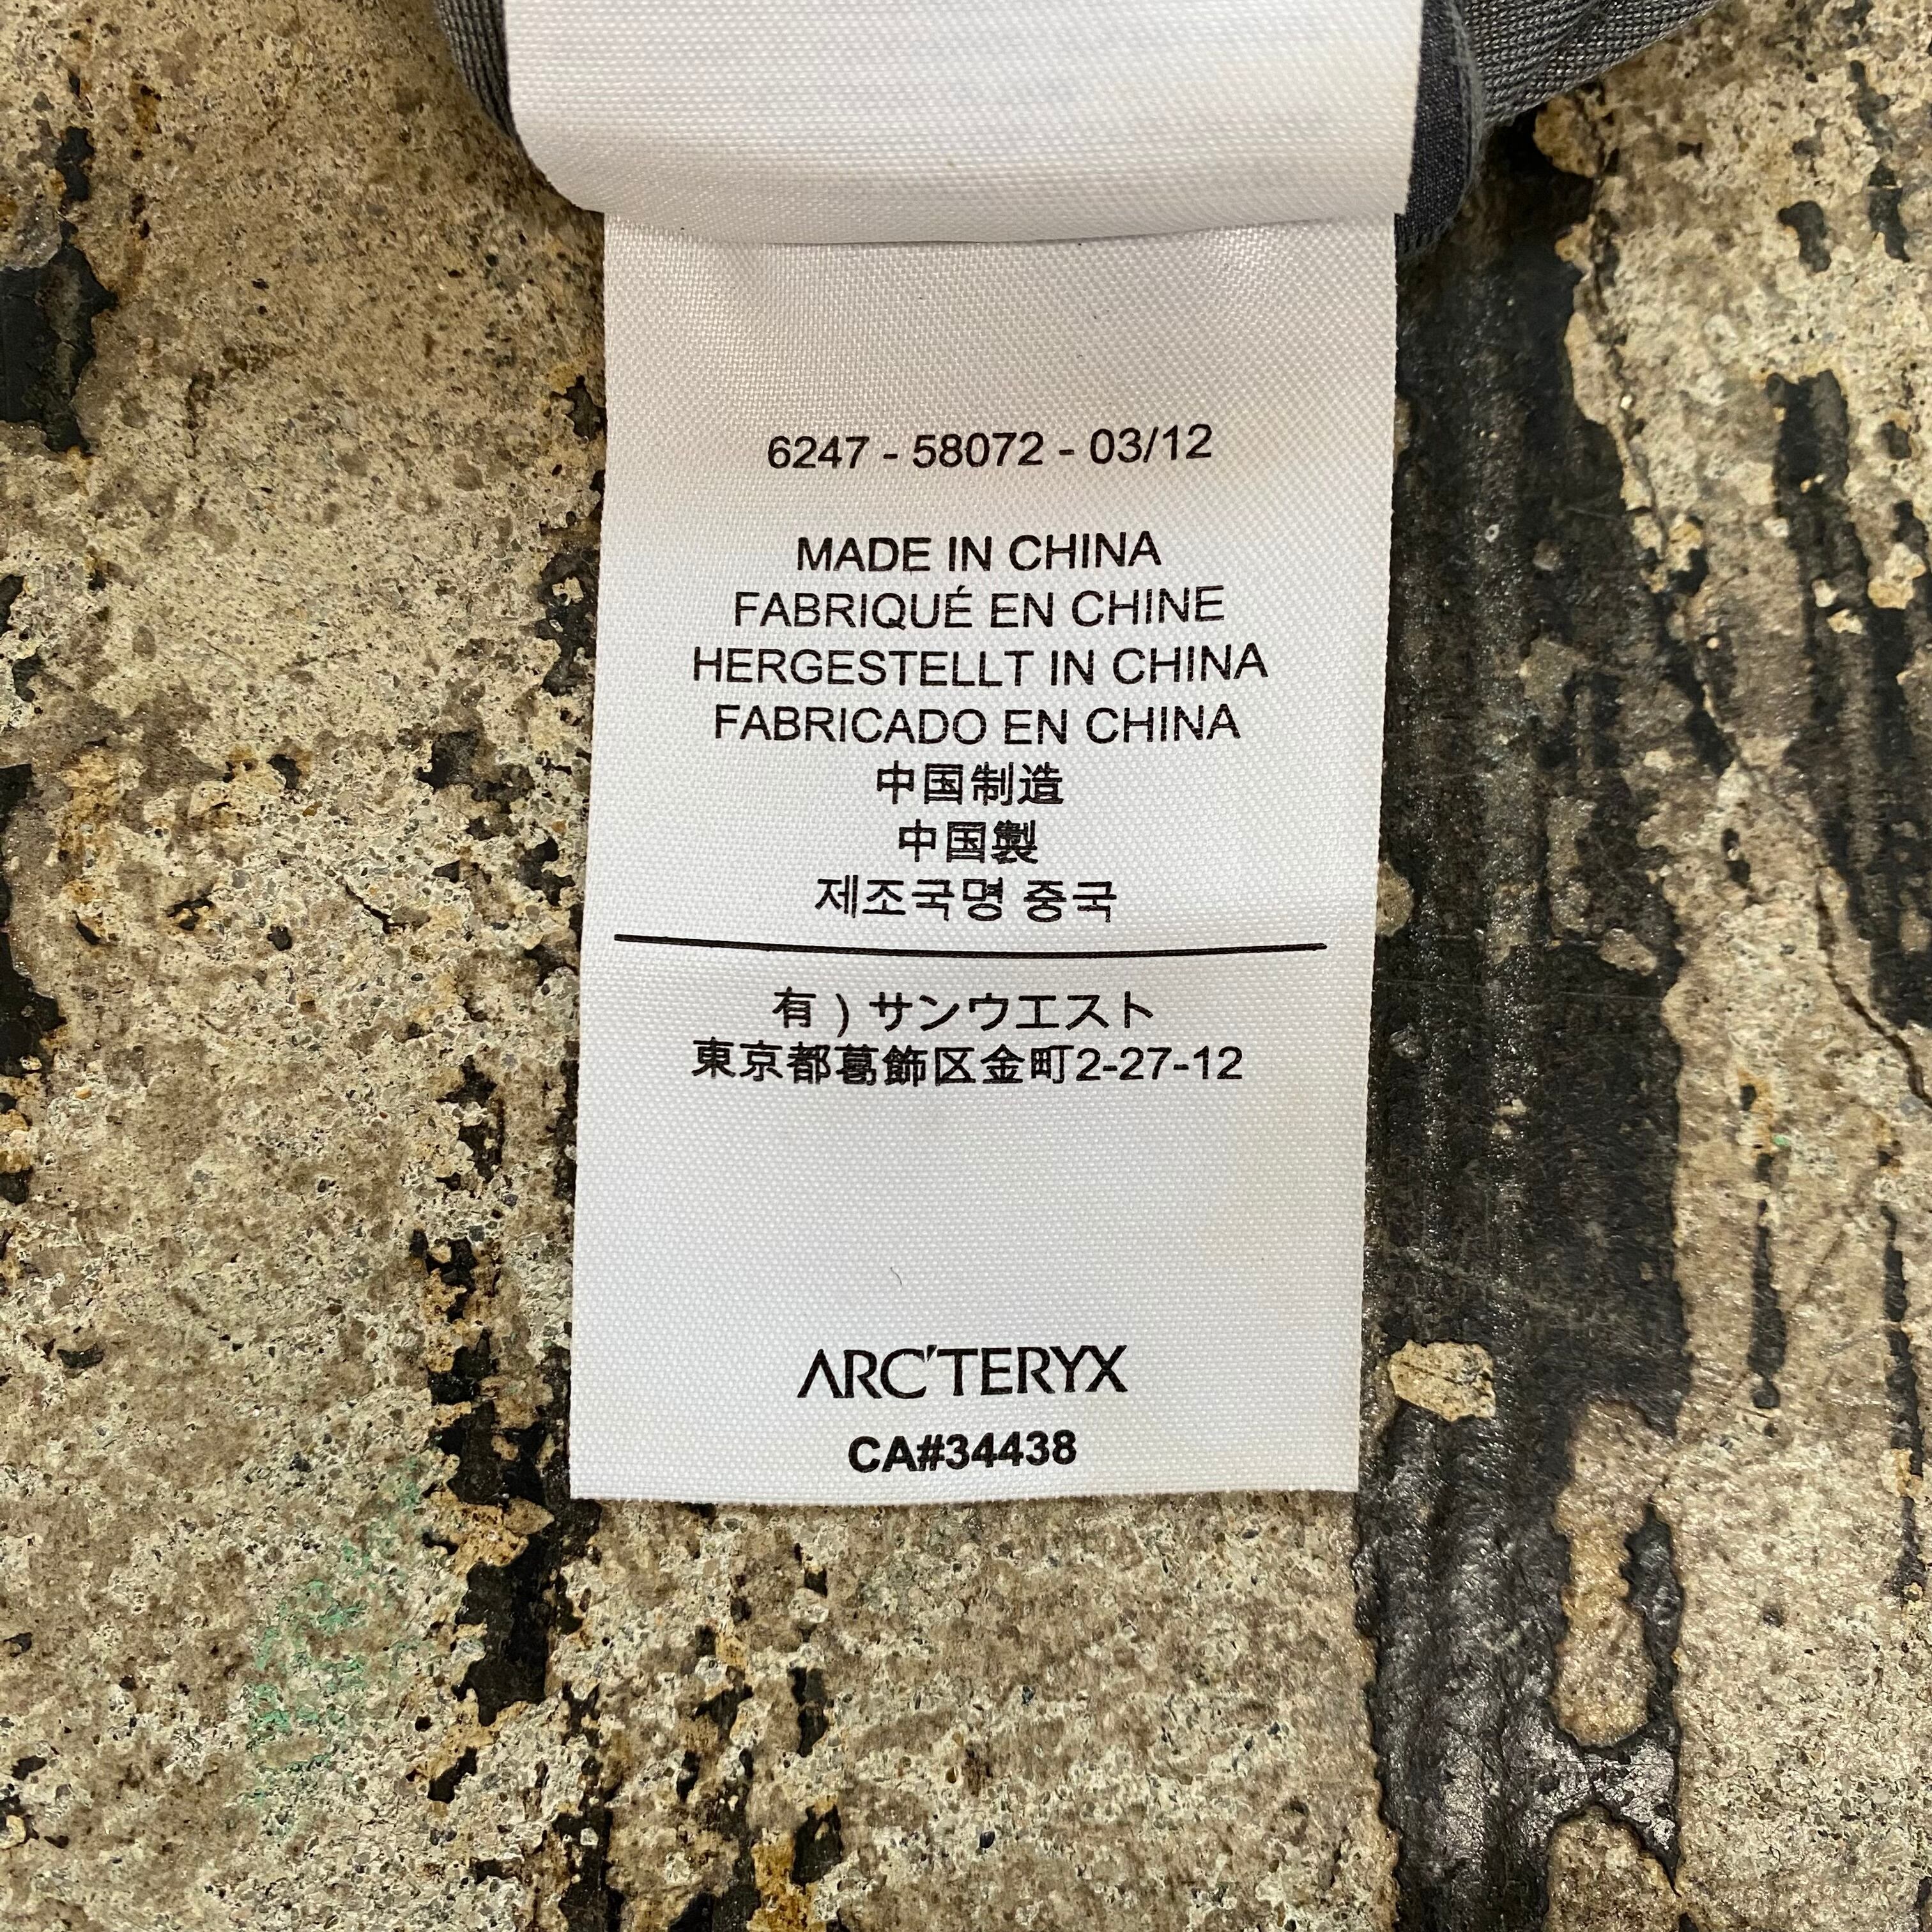 6247 - 58072 - 03/12
MADE IN CHINA
FABRIQUÉ EN CHINE
HERGESTELLT IN CHINA
FABRICADO EN CHINA
中国制造
中国製
제조국명 중국
有）サンウエスト
東京都葛飾区金町2-27-12
ARC'TERYX
CA#34438